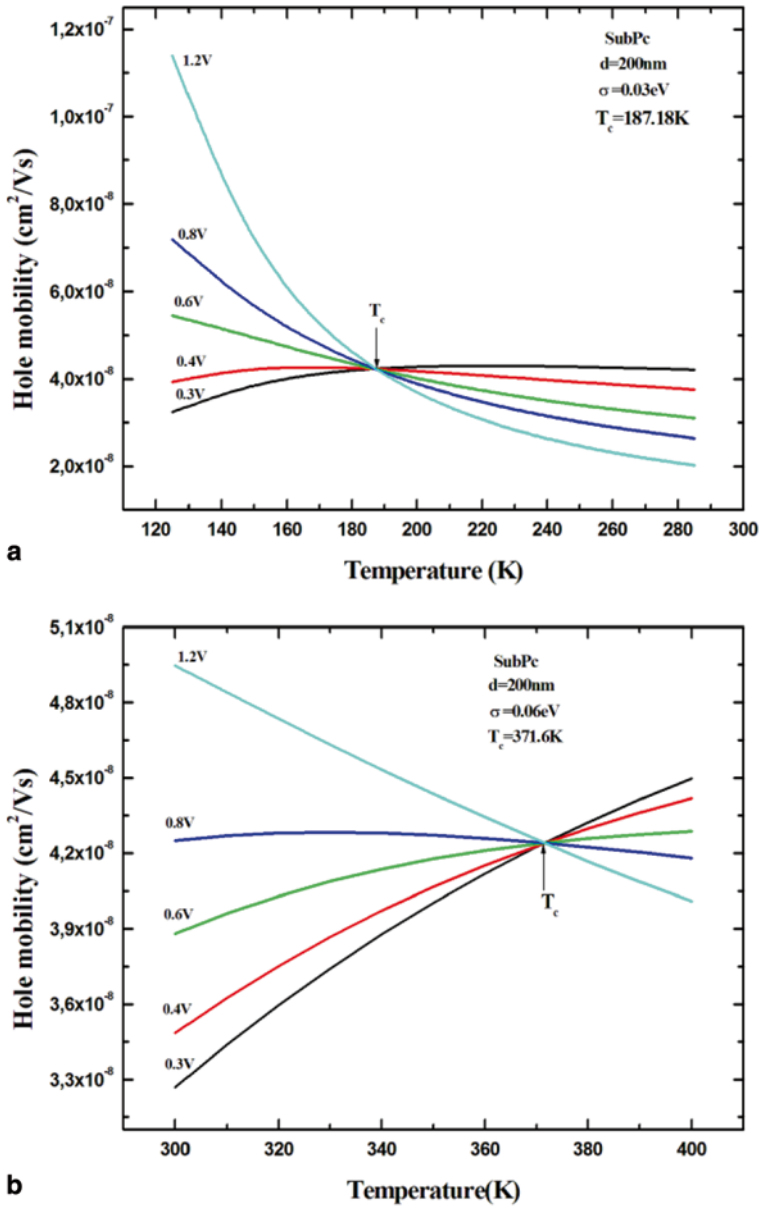 1,2x10⁻⁷
1,0x10⁻⁷
8,0x10⁻⁸
6,0x10⁻⁸
4,0x10⁻⁸
2,0x10⁻⁸
Hole mobility (cm²/Vs)
1.2V
0.8V
0.6V
0.4V
0.3V
SubPc
d=200nm
σ=0.03eV
T_c=187.18K
T_c
120 140 160 180 200 220 240 260 280 300
Temperature (K)
a
5,1x10⁻⁸
4,8x10⁻⁸
4,5x10⁻⁸
4,2x10⁻⁸
3,9x10⁻⁸
3,6x10⁻⁸
3,3x10⁻⁸
Hole mobility (cm²/Vs)
1.2V
0.8V
0.6V
0.4V
0.3V
SubPc
d=200nm
σ=0.06eV
T_c=371.6K
T_c
300 320 340 360 380 400
Temperature(K)
b